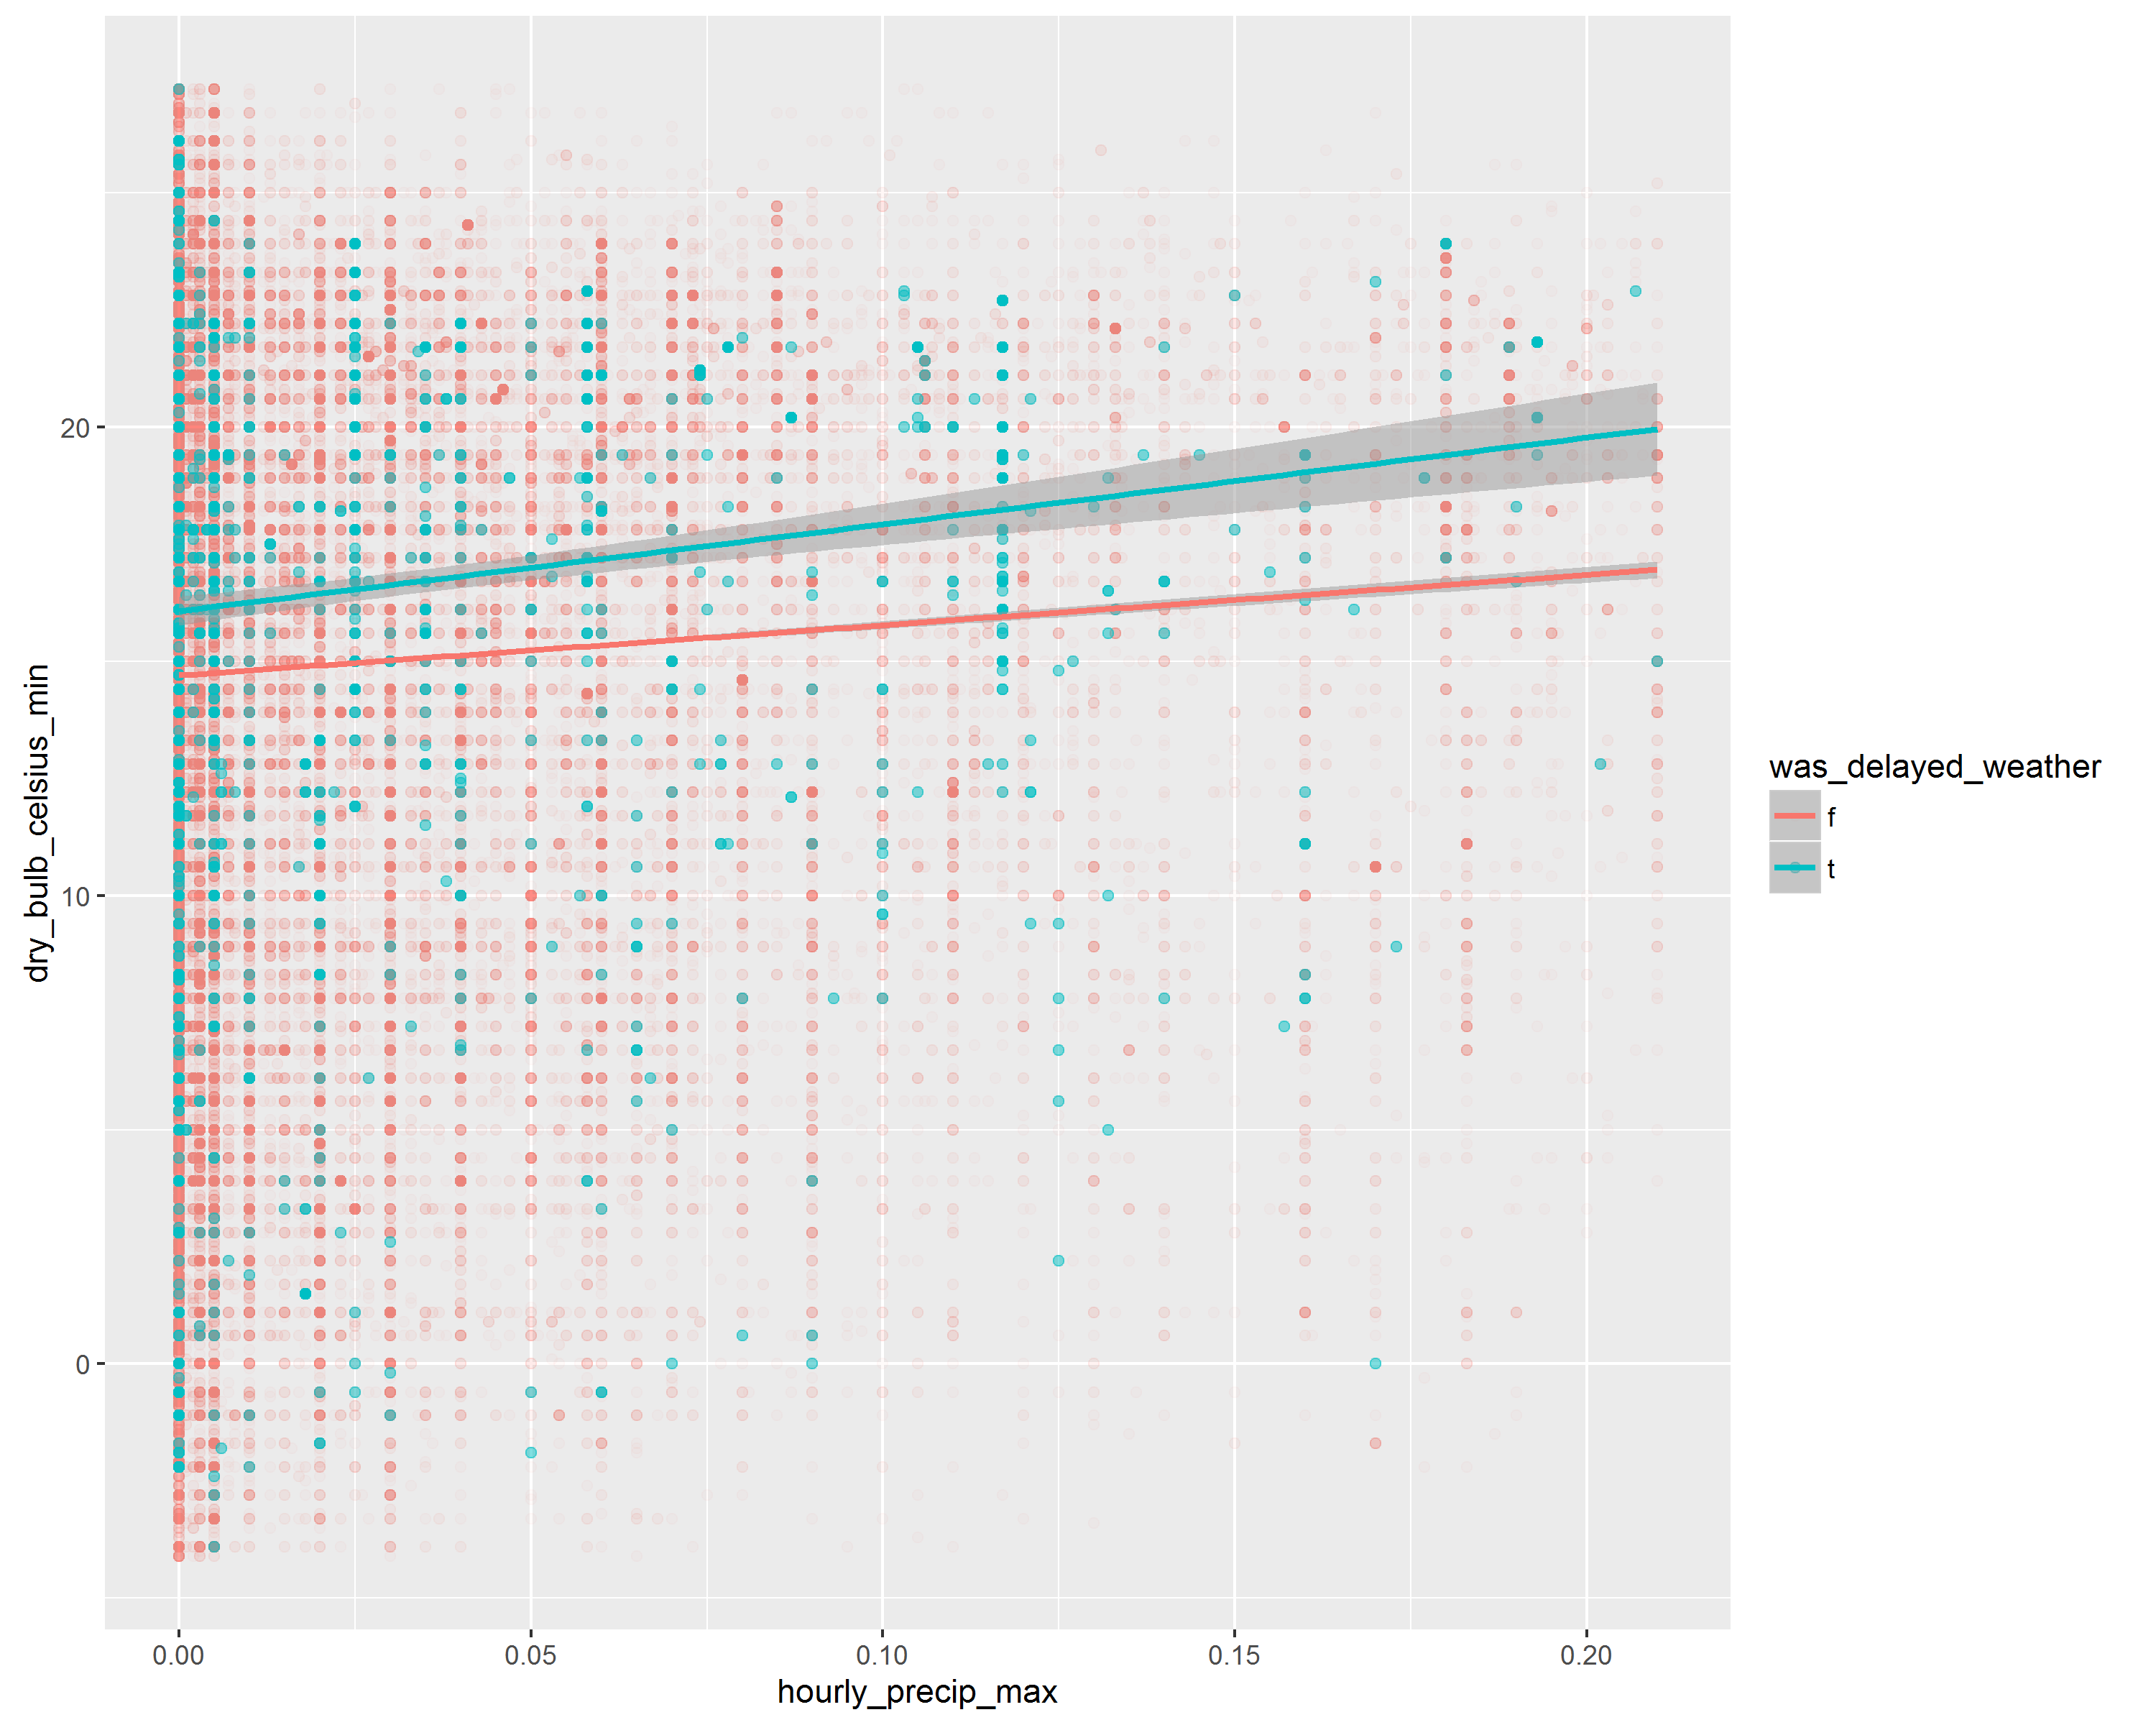 20
10
0
dry_bulb_celsius_min
0.00 0.05 0.10 0.15 0.20
hourly_precip_max
was_delayed_weather
f
t